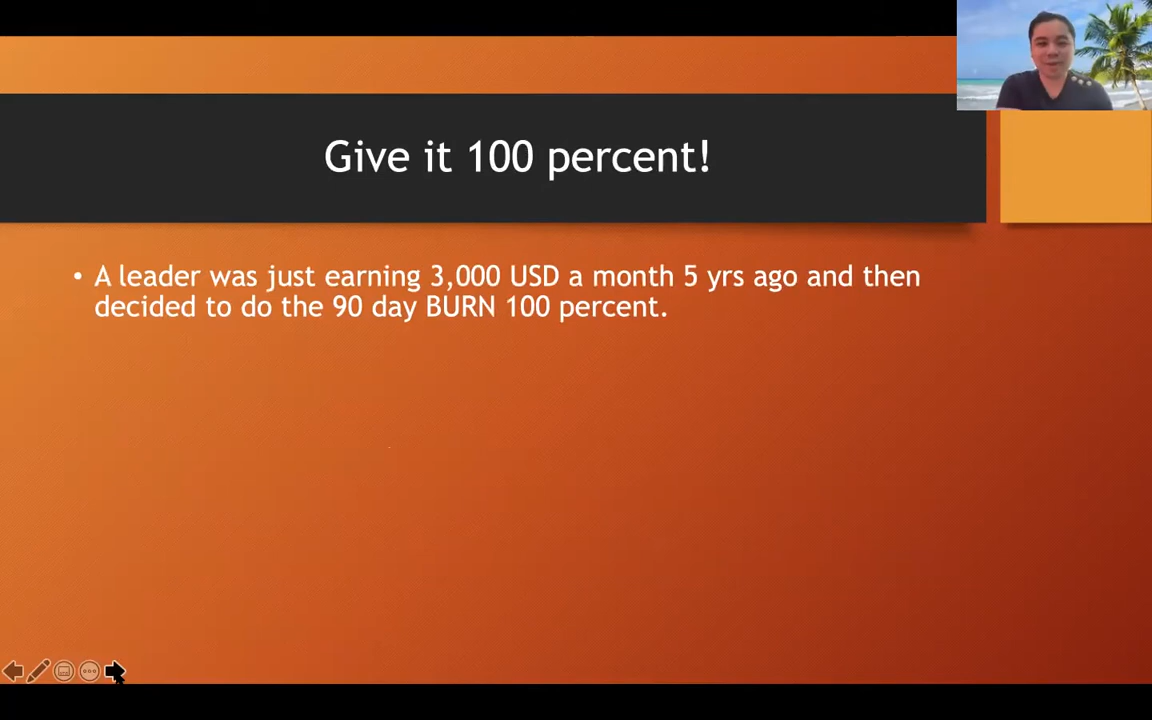 Give it 100 percent!
• A leader was just earning 3,000 USD a month 5 yrs ago and then
decided to do the 90 day BURN 100 percent.